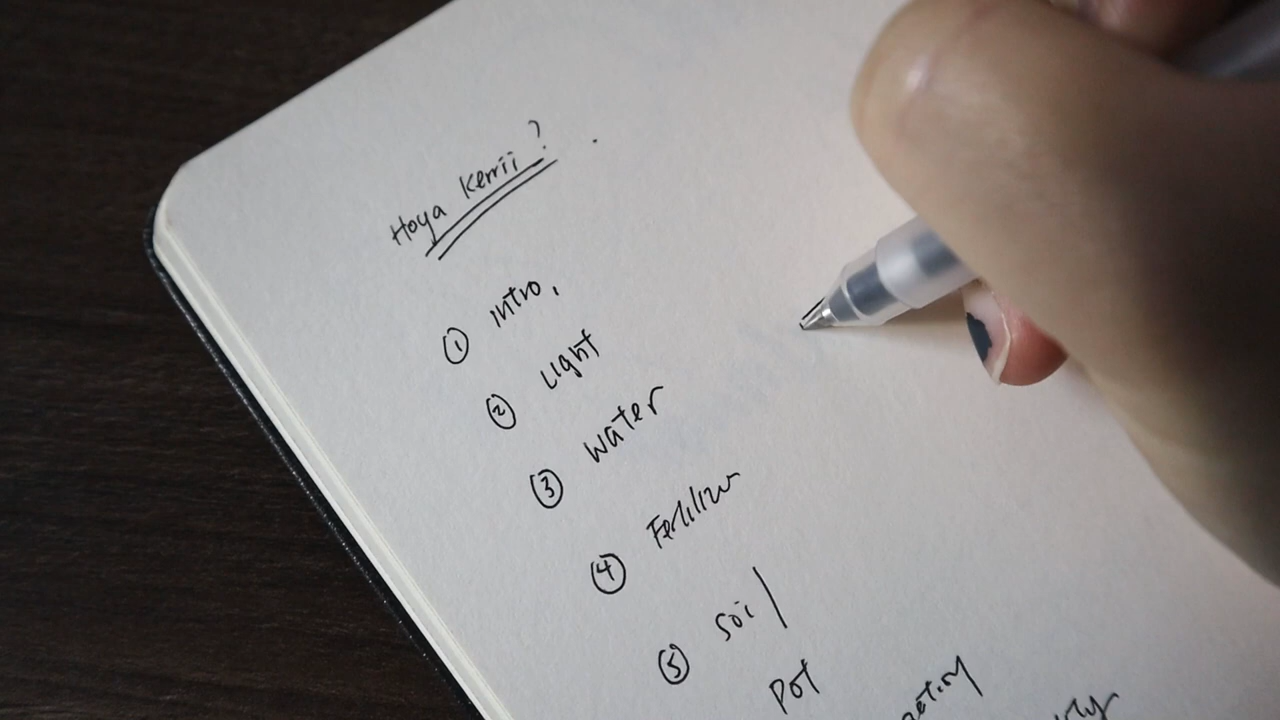 Hoya Kerrii?
① intro,
② Light
③ Water
④ Fertilizer
⑤ Soil
Pot